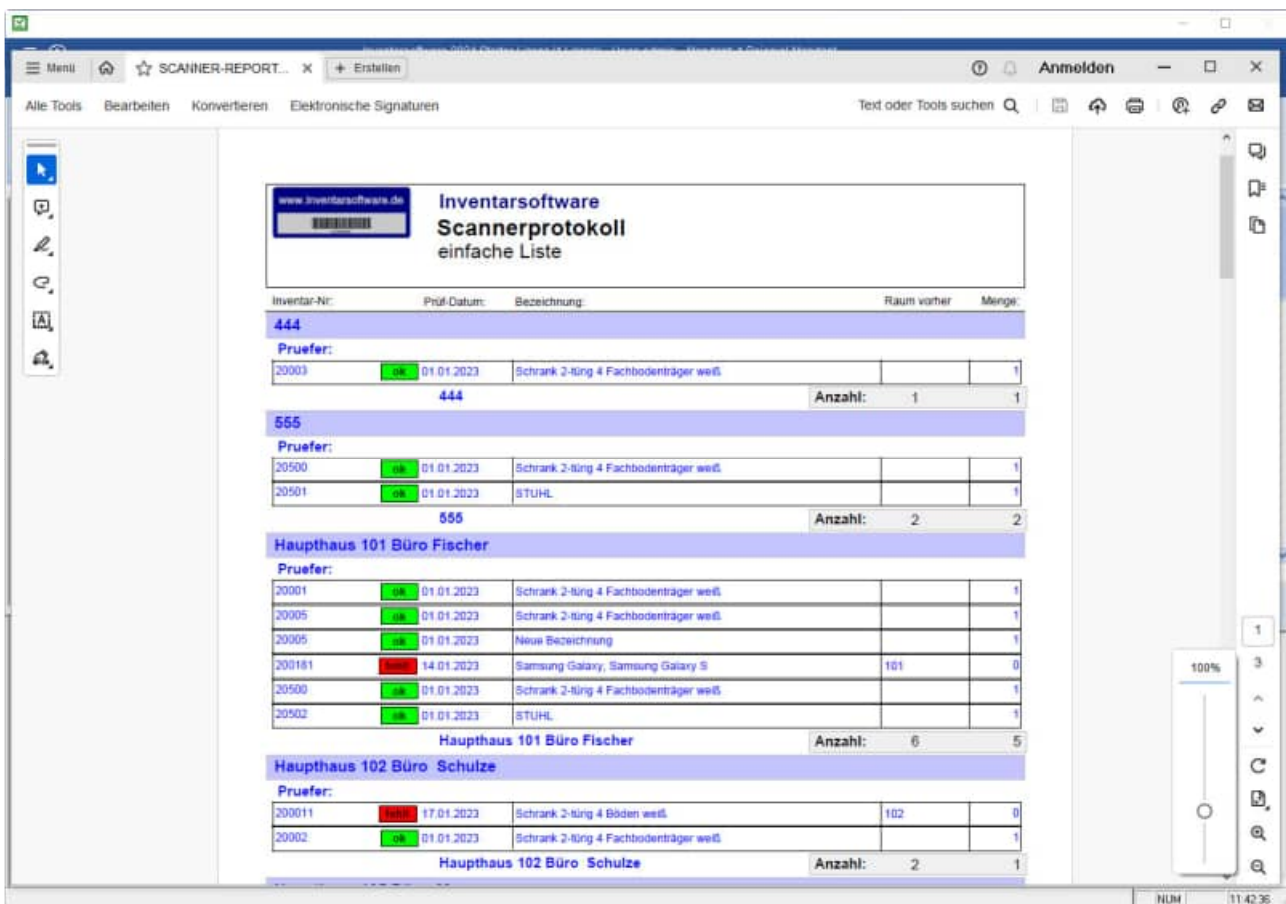 Menü SCANNER-REPORT... Erstellen Anmelden
Alle Tools Bearbeiten Konvertieren Elektronische Signaturen Text oder Tools suchen
www.inventarsoftware.de
Inventarsoftware
Scannerprotokoll
einfache Liste
Inventar-Nr: Prüf-Datum: Bezeichnung: Raum vorher Menge:
444
Pruefer:
20003 ok 01.01.2023 Schrank 2-türig 4 Fachbodenträger weiß 1
444 Anzahl: 1 1
555
Pruefer:
20500 ok 01.01.2023 Schrank 2-türig 4 Fachbodenträger weiß 1
20501 ok 01.01.2023 STUHL 1
555 Anzahl: 2 2
Haupthaus 101 Büro Fischer
Pruefer:
20001 ok 01.01.2023 Schrank 2-türig 4 Fachbodenträger weiß 1
20005 ok 01.01.2023 Schrank 2-türig 4 Fachbodenträger weiß 1
20005 ok 01.01.2023 Neue Bezeichnung 1
200181 fehlt 14.01.2023 Samsung Galaxy, Samsung Galaxy S 101 0
20500 ok 01.01.2023 Schrank 2-türig 4 Fachbodenträger weiß 1
20502 ok 01.01.2023 STUHL 1
Haupthaus 101 Büro Fischer Anzahl: 6 5
Haupthaus 102 Büro Schulze
Pruefer:
200011 fehlt 17.01.2023 Schrank 2-türig 4 Böden weiß 102 0
20002 ok 01.01.2023 Schrank 2-türig 4 Fachbodenträger weiß 1
Haupthaus 102 Büro Schulze Anzahl: 2 1
1
3
100%
NUM 11:42:36